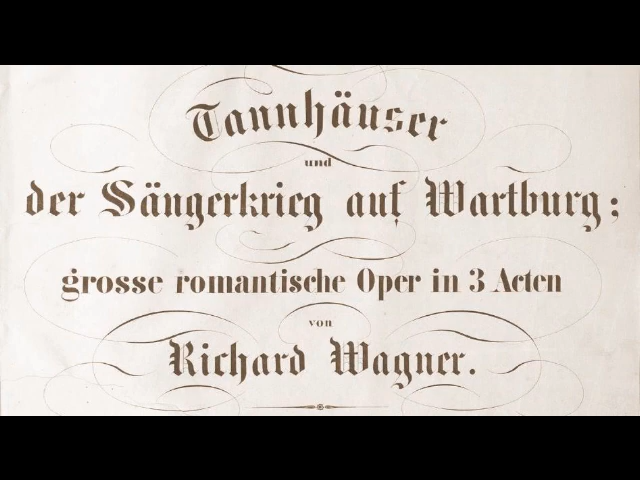 Tannhäuser
und
der Sängerkrieg auf Wartburg;
grosse romantische Oper in 3 Acten
von
Richard Wagner.